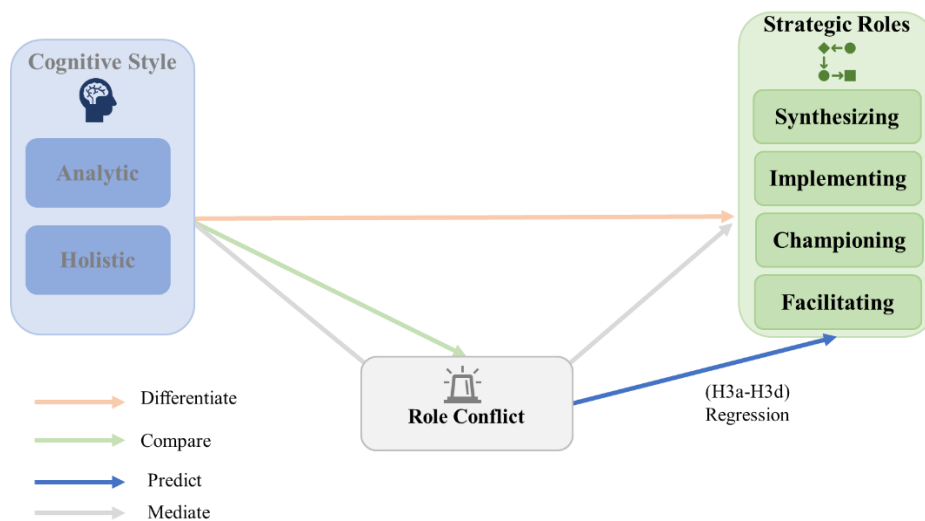 Cognitive Style
Analytic
Holistic
Strategic Roles
Synthesizing
Implementing
Championing
Facilitating
Role Conflict
(H3a-H3d)
Regression
Differentiate
Compare
Predict
Mediate